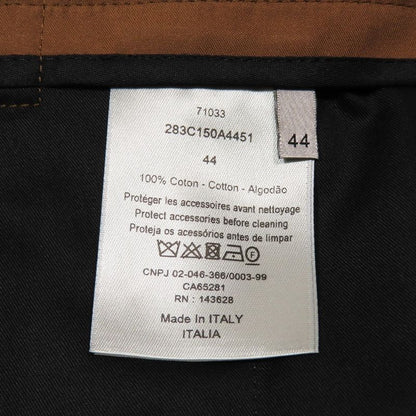 71033
283C150A4451
44
44
100% Coton - Cotton - Algodão
Protéger les accessoires avant nettoyage
Protect accessories before cleaning
Proteja os acessórios antes de limpar
CNPJ 02-046-366/0003-99
CA65281
RN : 143628
Made In ITALY
ITALIA